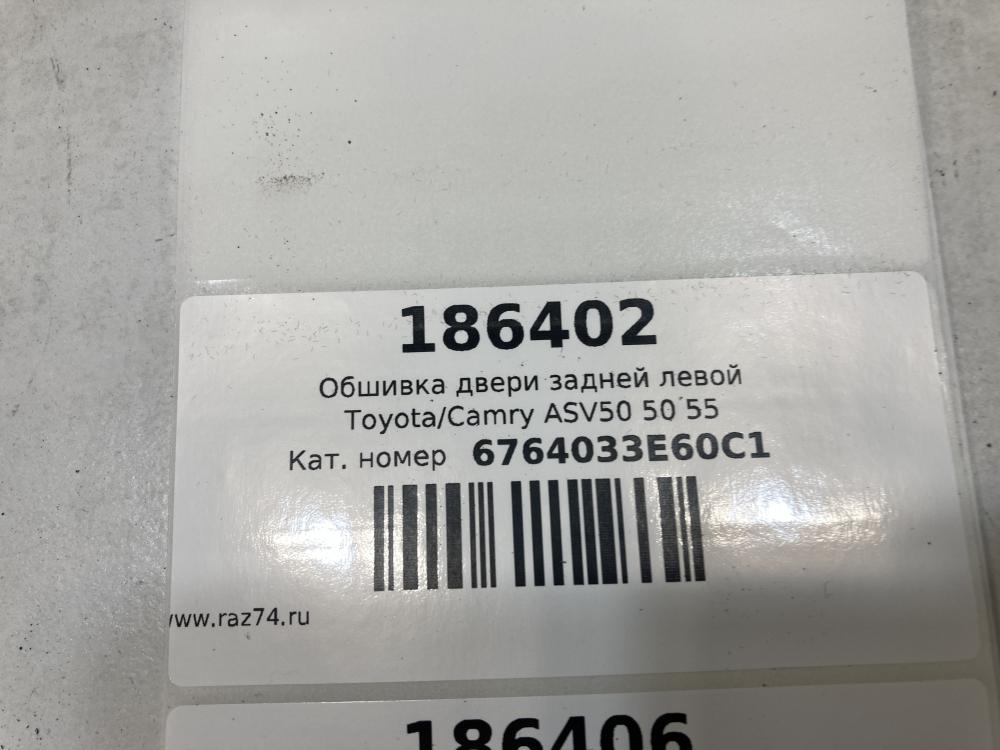 186402
Обшивка двери задней левой
Toyota/Camry ASV50 50 55
Кат. номер 6764033E60C1
www.raz74.ru
186406